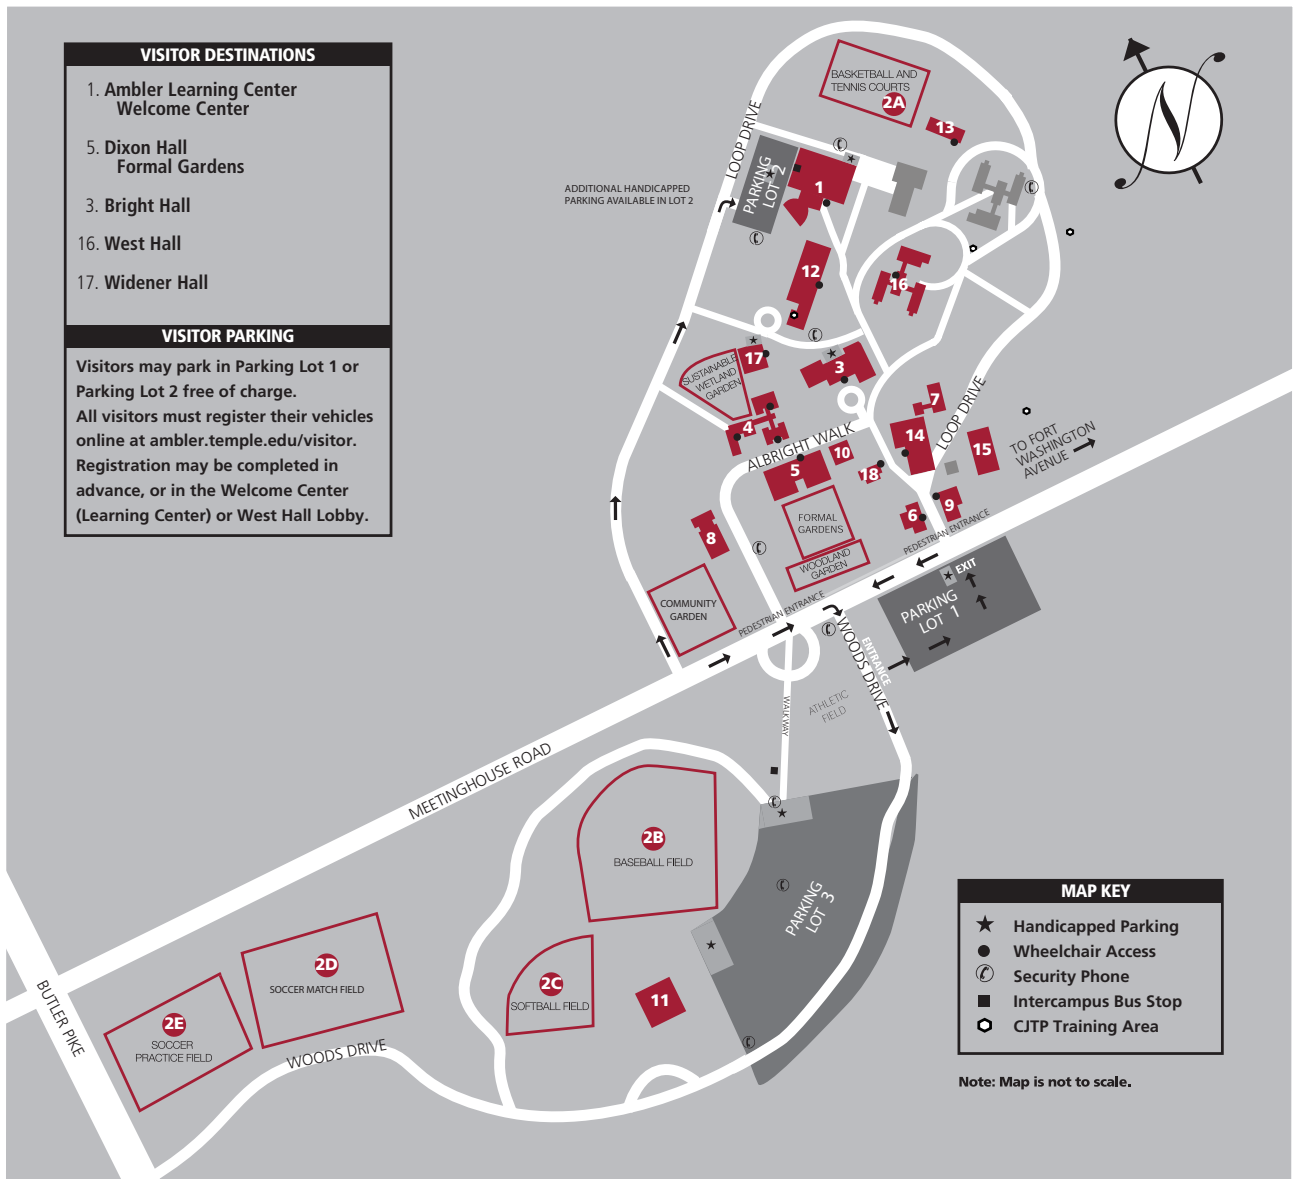 VISITOR DESTINATIONS
1. Ambler Learning Center
Welcome Center
5. Dixon Hall
Formal Gardens
3. Bright Hall
16. West Hall
17. Widener Hall
VISITOR PARKING
Visitors may park in Parking Lot 1 or
Parking Lot 2 free of charge.
All visitors must register their vehicles
online at ambler.temple.edu/visitor.
Registration may be completed in
advance, or in the Welcome Center
(Learning Center) or West Hall Lobby.
N
BASKETBALL AND
TENNIS COURTS
2A
13
LOOP DRIVE
PARKING
LOT 2
1
ADDITIONAL HANDICAPPED
PARKING AVAILABLE IN LOT 2
12
16
17
SUSTAINABLE
WETLAND
GARDEN
3
7
4
ALBRIGHT WALK
10
14
LOOP DRIVE
15
TO FORT
WASHINGTON
AVENUE
5
18
9
6
FORMAL
GARDENS
8
WOODLAND
GARDEN
PEDESTRIAN ENTRANCE
EXIT
PARKING
LOT 1
COMMUNITY
GARDEN
PEDESTRIAN ENTRANCE
WOODS DRIVE
ENTRANCE
WALKWAY
ATHLETIC
FIELD
MEETINGHOUSE ROAD
2B
BASEBALL FIELD
PARKING
LOT 3
2C
SOFTBALL FIELD
11
2D
SOCCER MATCH FIELD
2E
SOCCER
PRACTICE FIELD
BUTLER PIKE
WOODS DRIVE
MAP KEY
Handicapped Parking
Wheelchair Access
Security Phone
Intercampus Bus Stop
CJTP Training Area
Note: Map is not to scale.